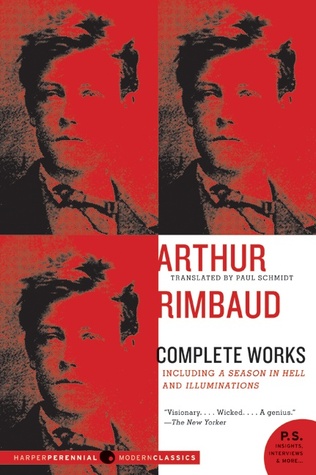 ARTHUR
TRANSLATED BY PAUL SCHMIDT
RIMBAUD
COMPLETE WORKS
INCLUDING A SEASON IN HELL
AND ILLUMINATIONS
"Visionary. . . . Wicked. . . . A genius."
—The New Yorker
P.S.
INSIGHTS,
INTERVIEWS
& MORE...
HARPERPERENNIAL MODERNCLASSICS